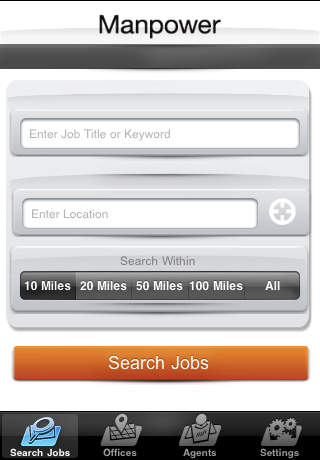 Manpower
Enter Job Title or Keyword
Enter Location
Search Within
10 Miles 20 Miles 50 Miles 100 Miles All
Search Jobs
Search Jobs Offices Agents Settings